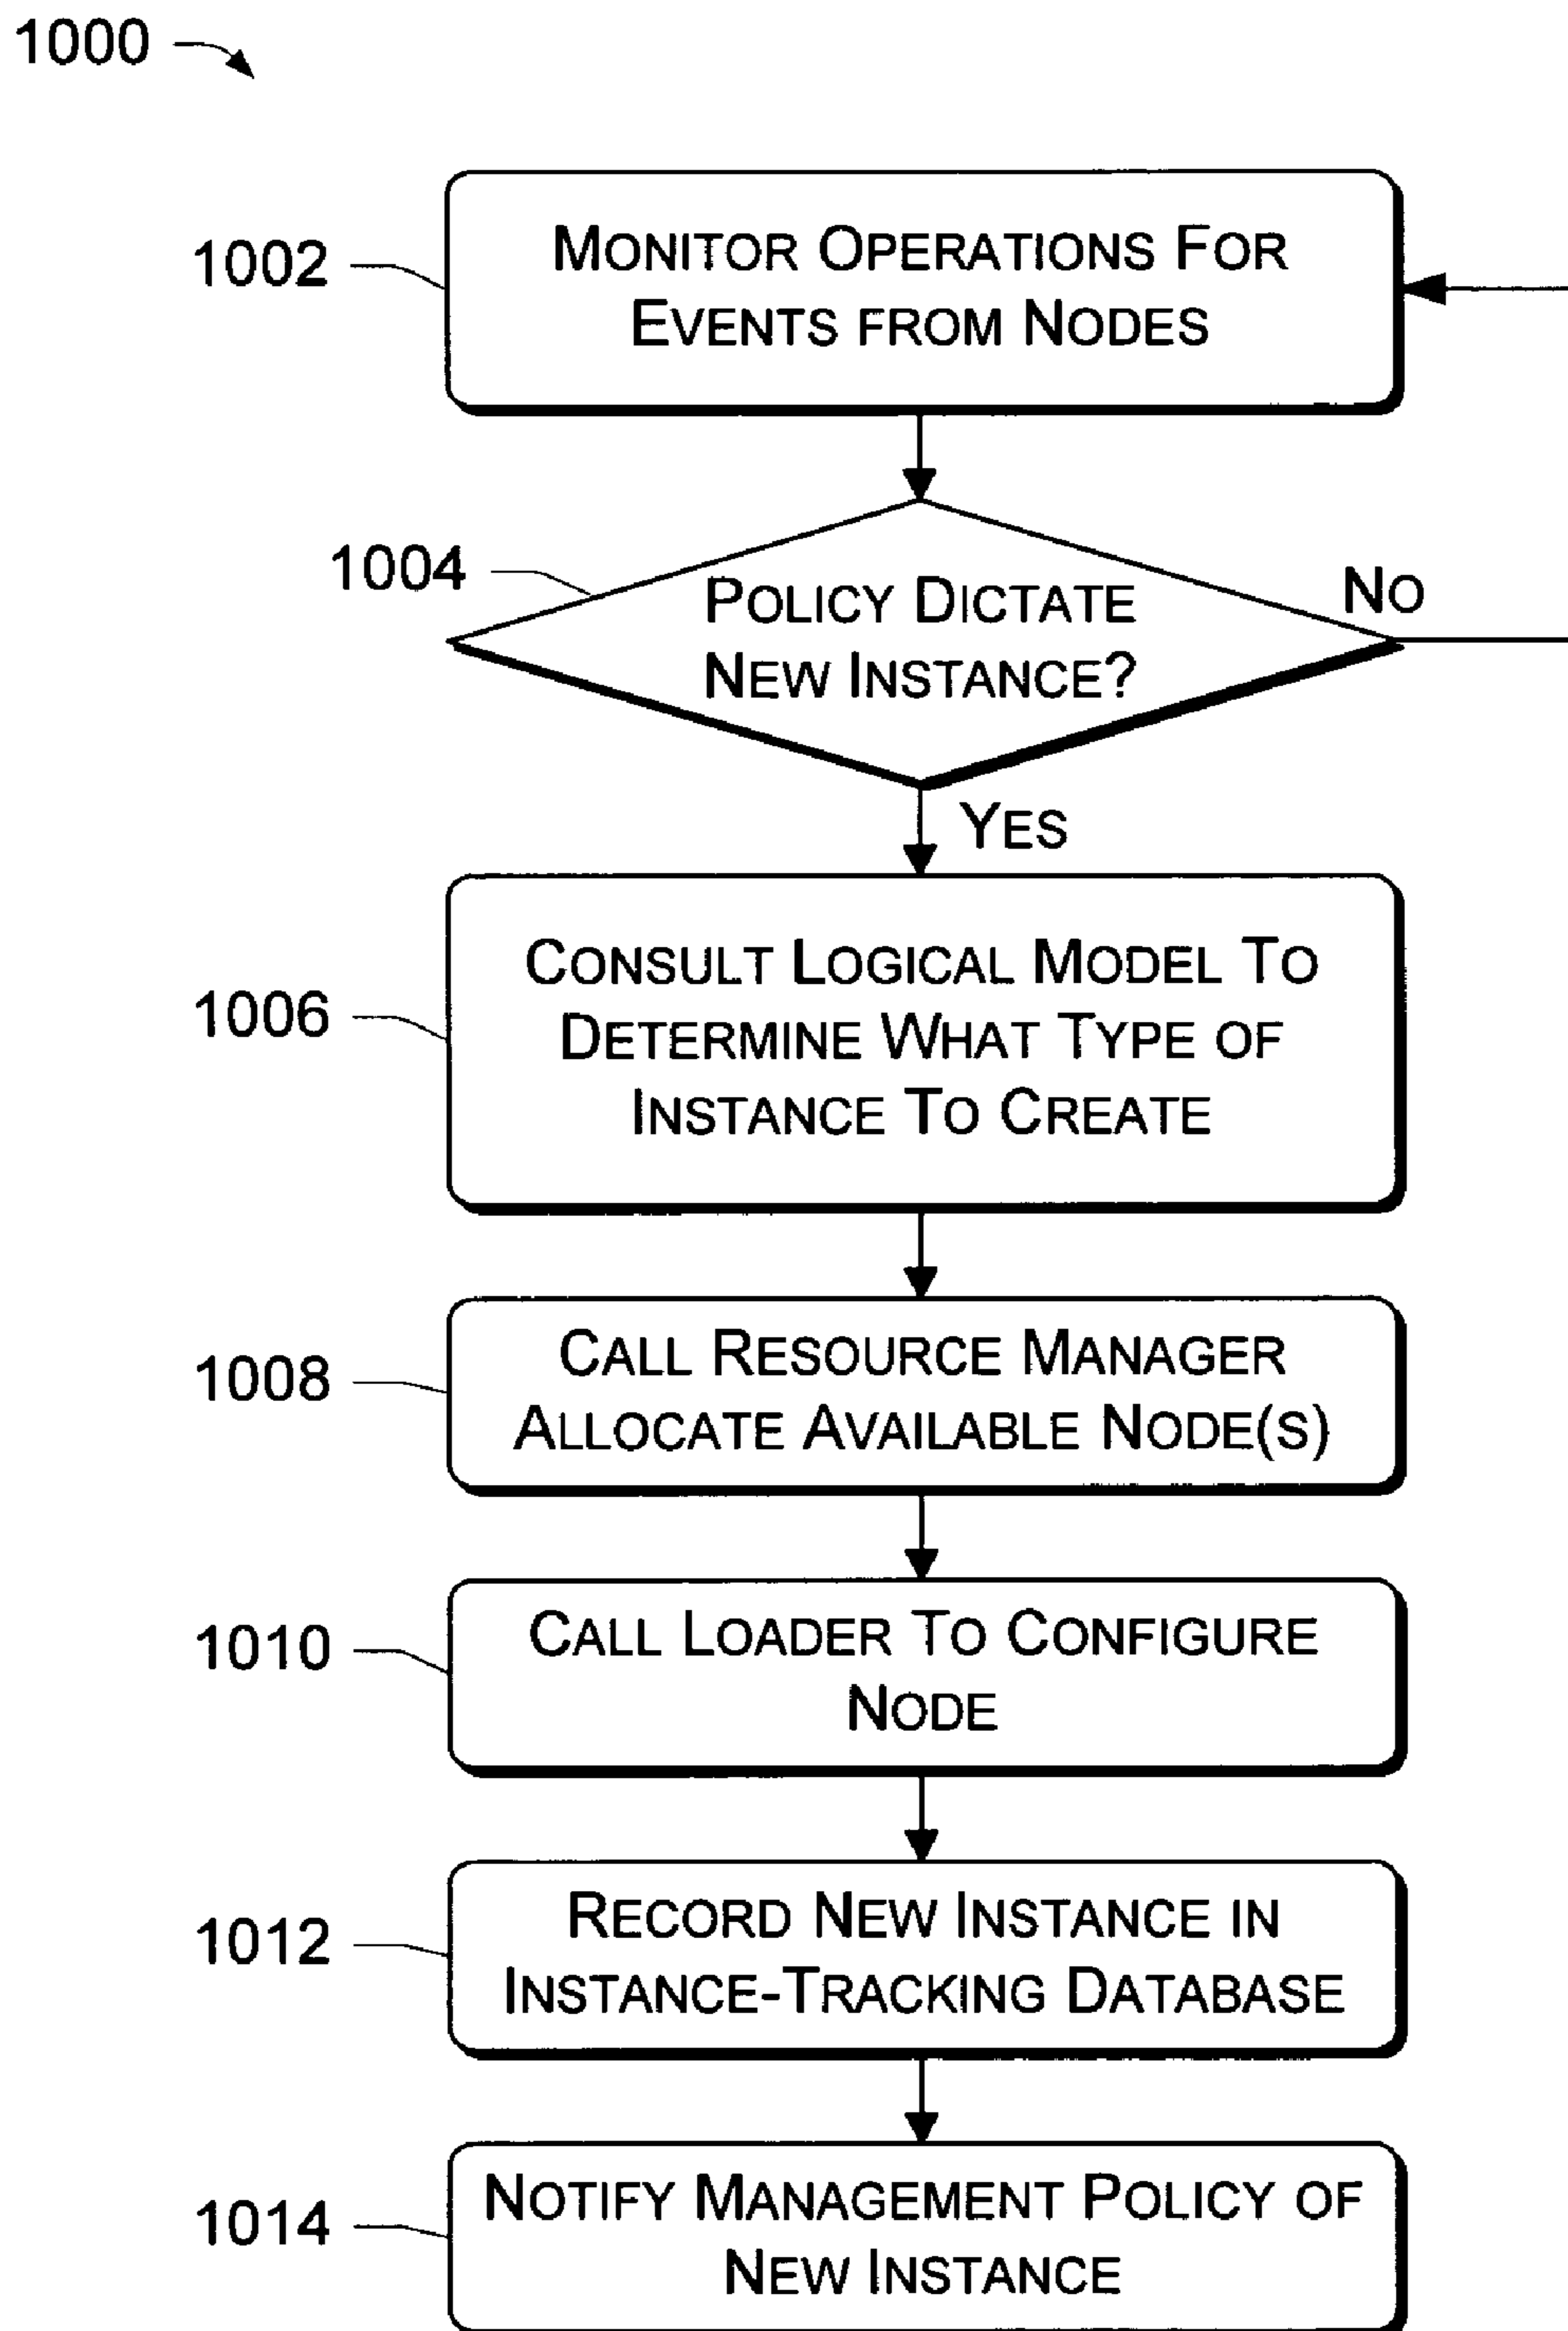 1000
1002
MONITOR OPERATIONS FOR
EVENTS FROM NODES
1004
POLICY DICTATE
NEW INSTANCE?
NO
YES
1006
CONSULT LOGICAL MODEL TO
DETERMINE WHAT TYPE OF
INSTANCE TO CREATE
1008
CALL RESOURCE MANAGER
ALLOCATE AVAILABLE NODE(S)
1010
CALL LOADER TO CONFIGURE
NODE
1012
RECORD NEW INSTANCE IN
INSTANCE-TRACKING DATABASE
1014
NOTIFY MANAGEMENT POLICY OF
NEW INSTANCE